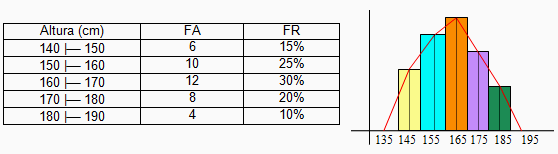 Altura (cm) FA FR
140 |— 150 6 15%
150 |— 160 10 25%
160 |— 170 12 30%
170 |— 180 8 20%
180 |— 190 4 10%
135 145 155 165 175 185 195